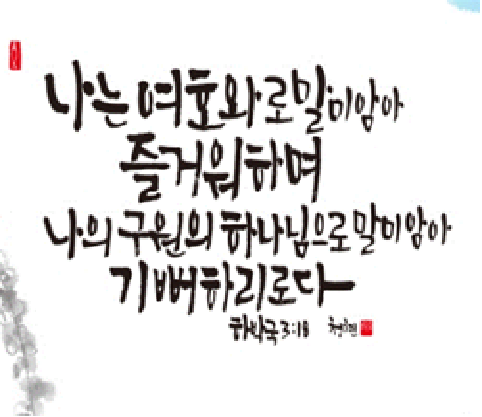 나는 여호와로 말미암아
즐거워하며
나의 구원의 하나님으로 말미암아
기뻐하리로다
하박국 3:18